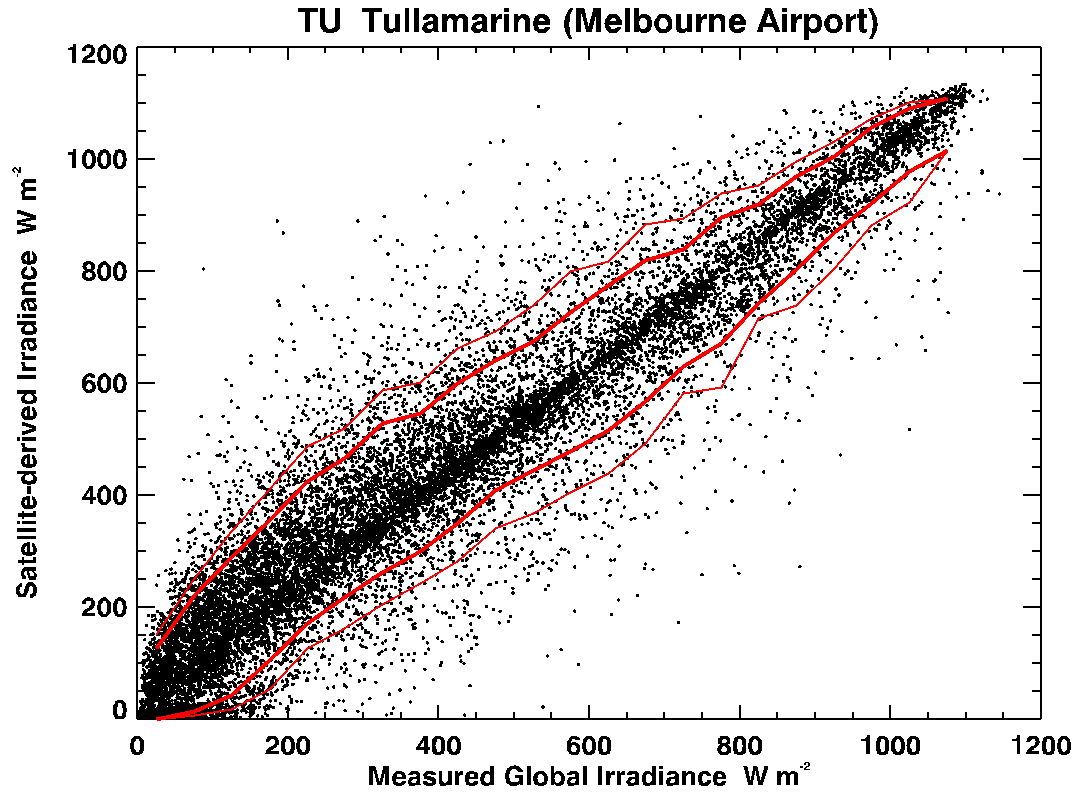 TU Tullamarine (Melbourne Airport)
Satellite-derived Irradiance W m-2
1200
1000
800
600
400
200
0
0 200 400 600 800 1000 1200
Measured Global Irradiance W m-2